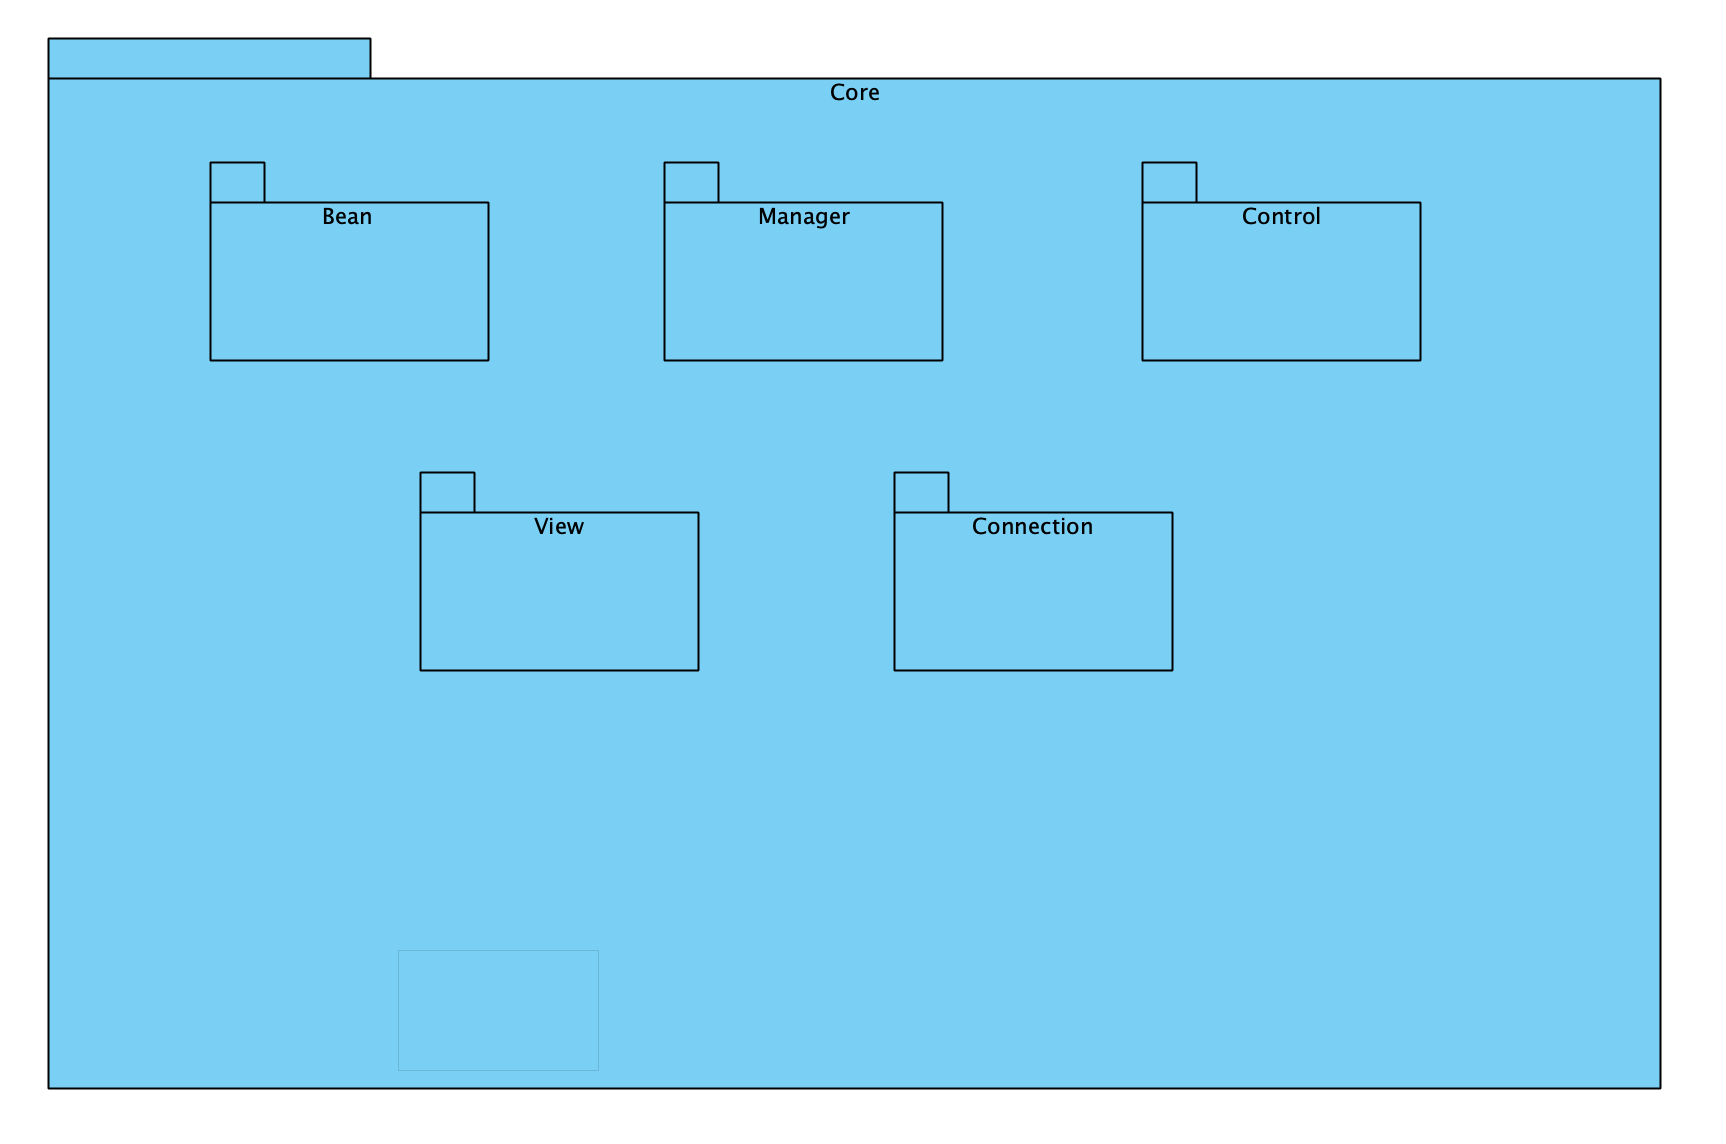 Core
Bean
Manager
Control
View
Connection